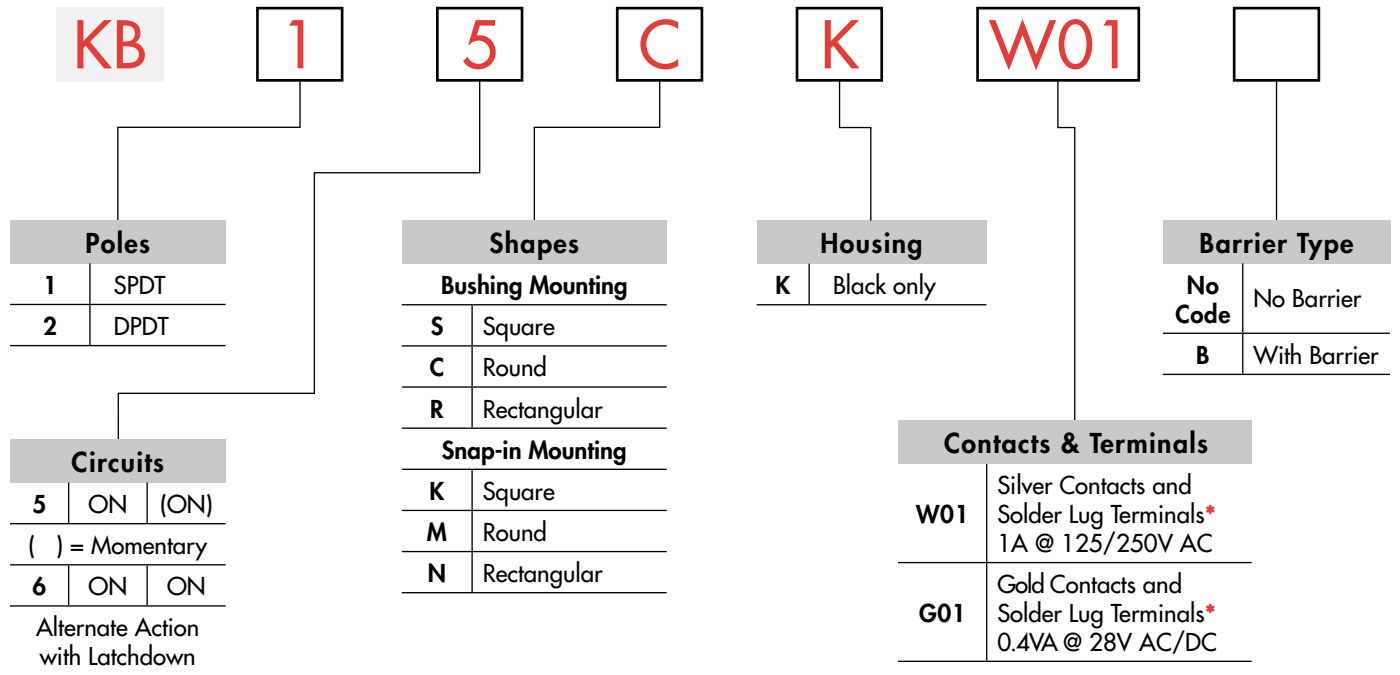 KB 1 5 C K W01
Poles
1 SPDT
2 DPDT
Circuits
5 ON (ON)
( ) = Momentary
6 ON ON
Alternate Action
with Latchdown
Shapes
Bushing Mounting
S Square
C Round
R Rectangular
Snap-in Mounting
K Square
M Round
N Rectangular
Housing
K Black only
Contacts & Terminals
W01 Silver Contacts and
Solder Lug Terminals*
1A @ 125/250V AC
G01 Gold Contacts and
Solder Lug Terminals*
0.4VA @ 28V AC/DC
Barrier Type
No
Code No Barrier
B With Barrier